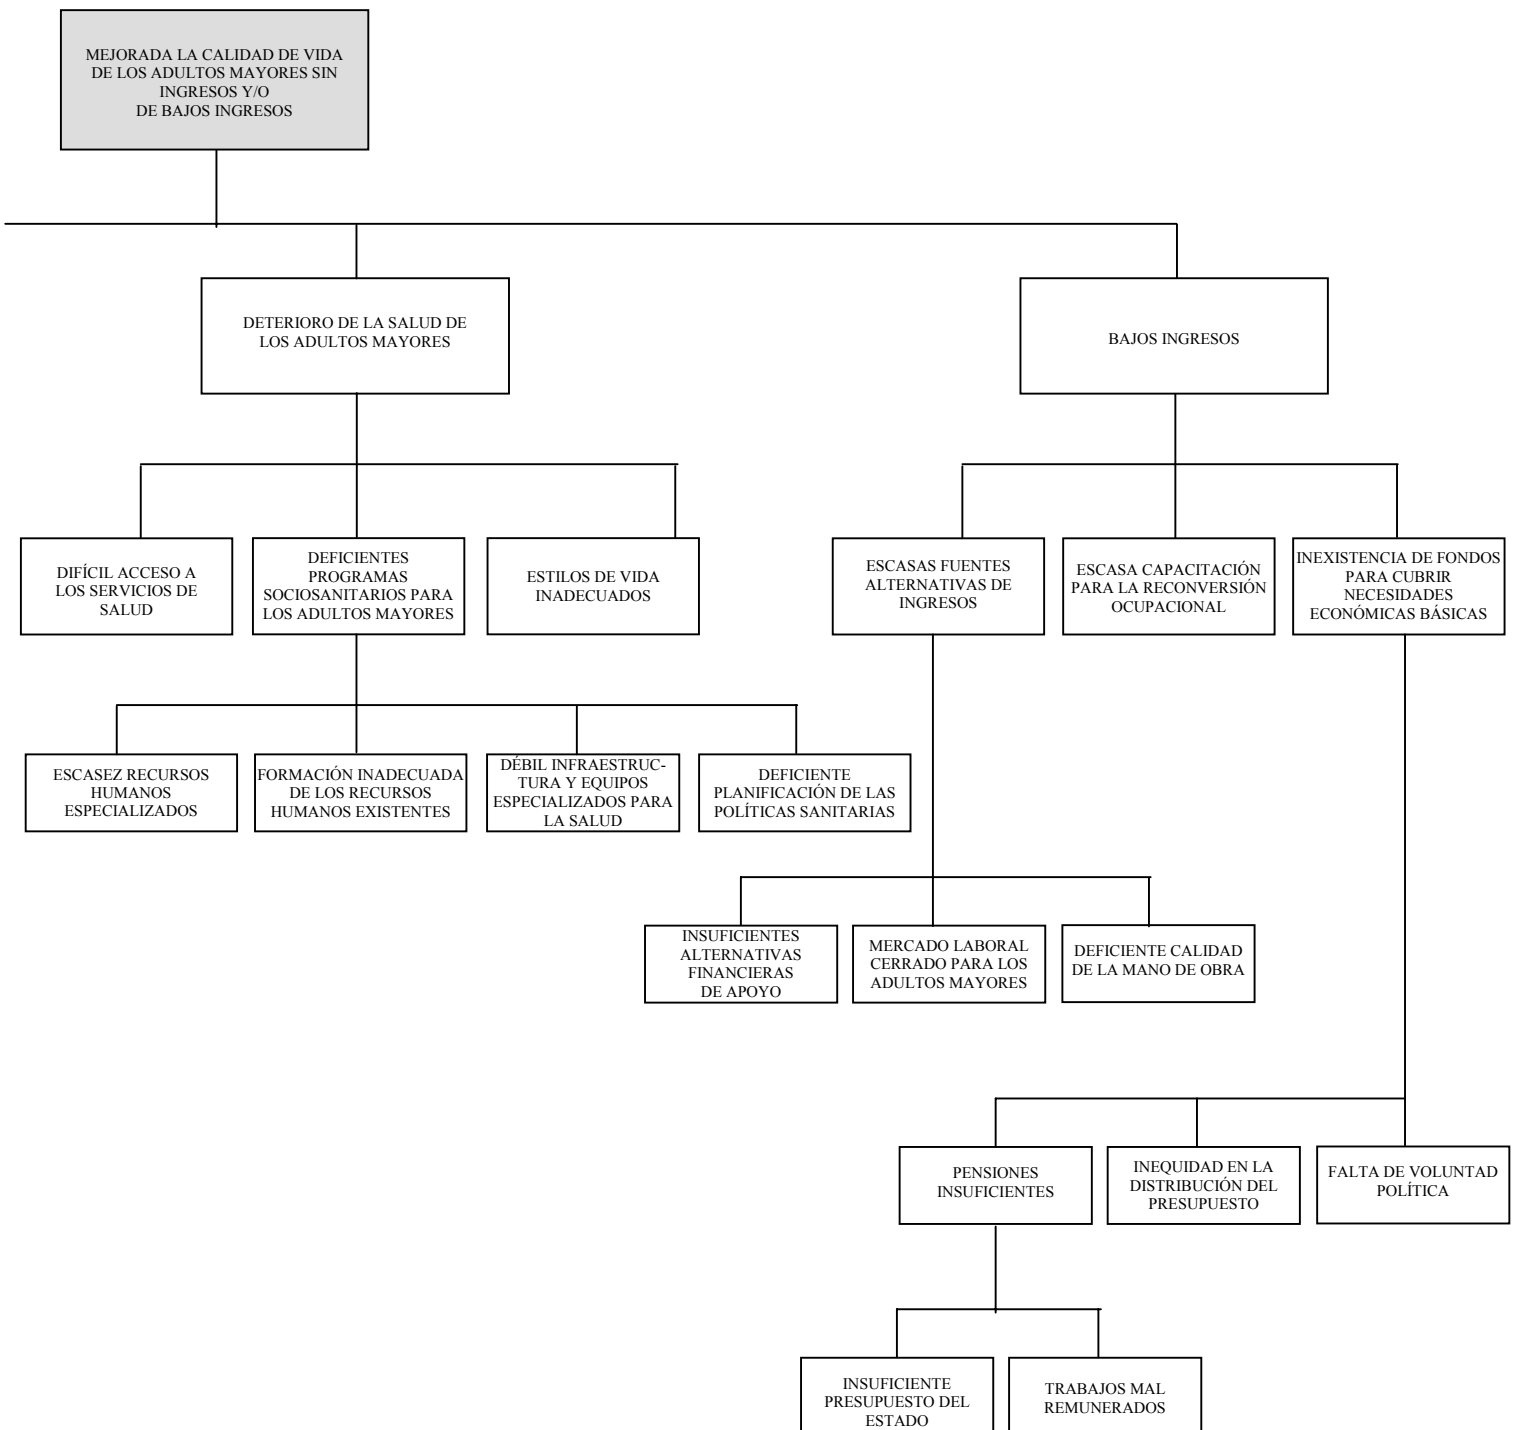 MEJORADA LA CALIDAD DE VIDA
DE LOS ADULTOS MAYORES SIN
INGRESOS Y/O
DE BAJOS INGRESOS
DETERIORO DE LA SALUD DE
LOS ADULTOS MAYORES
BAJOS INGRESOS
DIFÍCIL ACCESO A
LOS SERVICIOS DE
SALUD
DEFICIENTES
PROGRAMAS
SOCIOSANITARIOS PARA
LOS ADULTOS MAYORES
ESTILOS DE VIDA
INADECUADOS
ESCASAS FUENTES
ALTERNATIVAS DE
INGRESOS
ESCASA CAPACITACIÓN
PARA LA RECONVERSIÓN
OCUPACIONAL
INEXISTENCIA DE FONDOS
PARA CUBRIR
NECESIDADES
ECONÓMICAS BÁSICAS
ESCASEZ RECURSOS
HUMANOS
ESPECIALIZADOS
FORMACIÓN INADECUADA
DE LOS RECURSOS
HUMANOS EXISTENTES
DÉBIL INFRAESTRUC-
TURA Y EQUIPOS
ESPECIALIZADOS PARA
LA SALUD
DEFICIENTE
PLANIFICACIÓN DE LAS
POLÍTICAS SANITARIAS
INSUFICIENTES
ALTERNATIVAS
FINANCIERAS
DE APOYO
MERCADO LABORAL
CERRADO PARA LOS
ADULTOS MAYORES
DEFICIENTE CALIDAD
DE LA MANO DE OBRA
PENSIONES
INSUFICIENTES
INEQUIDAD EN LA
DISTRIBUCIÓN DEL
PRESUPUESTO
FALTA DE VOLUNTAD
POLÍTICA
INSUFICIENTE
PRESUPUESTO DEL
ESTADO
TRABAJOS MAL
REMUNERADOS